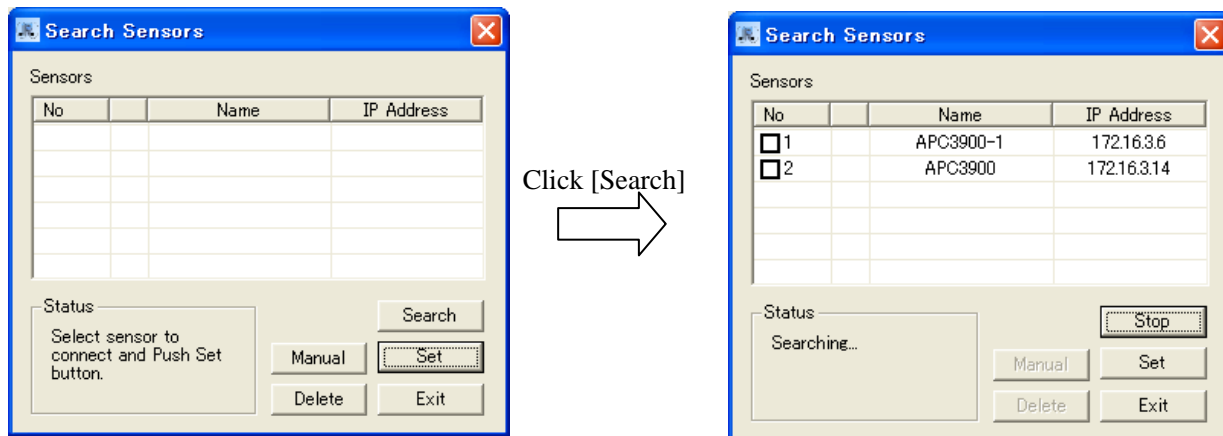 Search Sensors
Sensors
No Name IP Address
Status
Select sensor to
connect and Push Set
button.
Search
Manual Set
Delete Exit
Click [Search]
Search Sensors
Sensors
No Name IP Address
1 APC3900-1 172.16.3.6
2 APC3900 172.16.3.14
Status
Searching...
Stop
Manual Set
Delete Exit